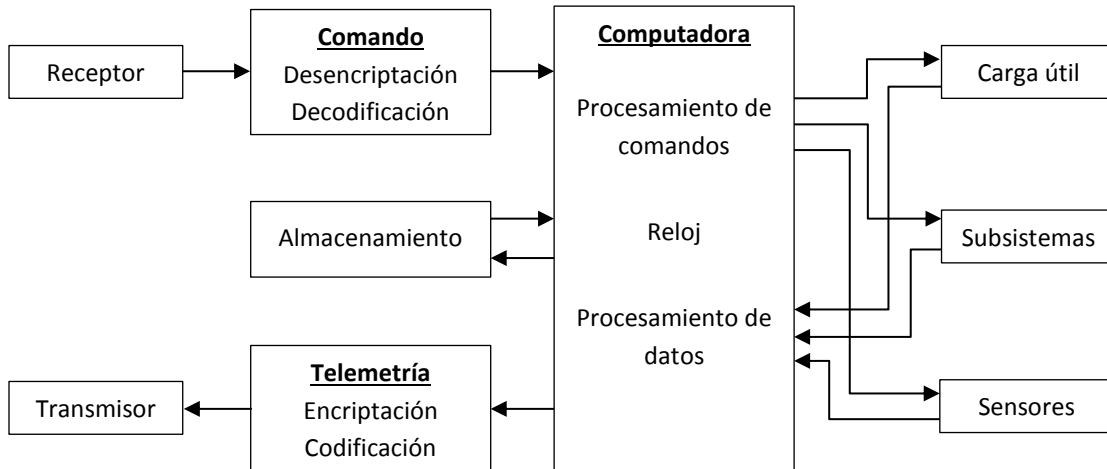 Receptor
Comando
Desencriptación
Decodificación
Computadora
Procesamiento de
comandos
Reloj
Procesamiento de
datos
Carga útil
Almacenamiento
Subsistemas
Transmisor
Telemetría
Encriptación
Codificación
Sensores